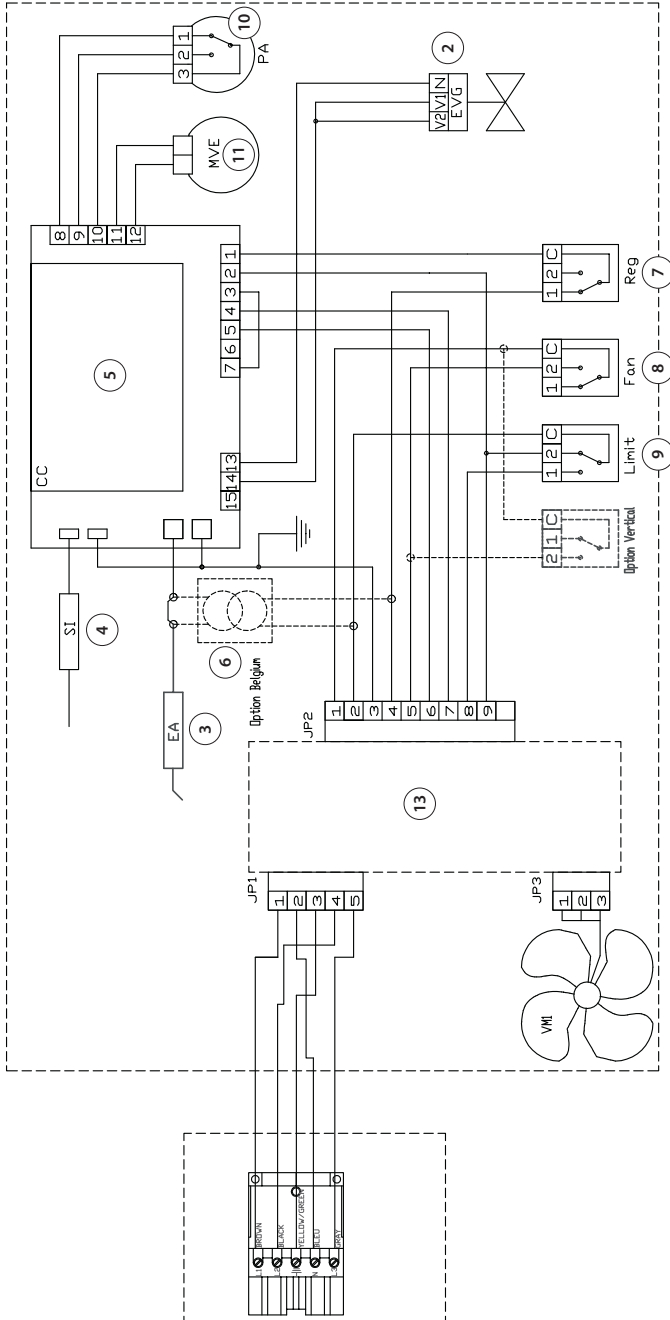 10
PA
1
2
3
2
N
V1
V2
EVG
MVE
11
8
9
10
11
12
5
CC
1
2
3
4
5
6
7
13
14
15
SI
4
EA
3
6
Option Belgium
C
2
1
Reg
7
C
2
1
Fan
8
C
2
1
Limit
9
C
1
2
Option Vertical
JP2
1
2
3
4
5
6
7
8
9
13
JP1
1
2
3
4
5
JP3
1
2
3
VM1
BROWN
BLACK
YELLOW/GREEN
BLEU
GRAY
L1
L2
N
L3